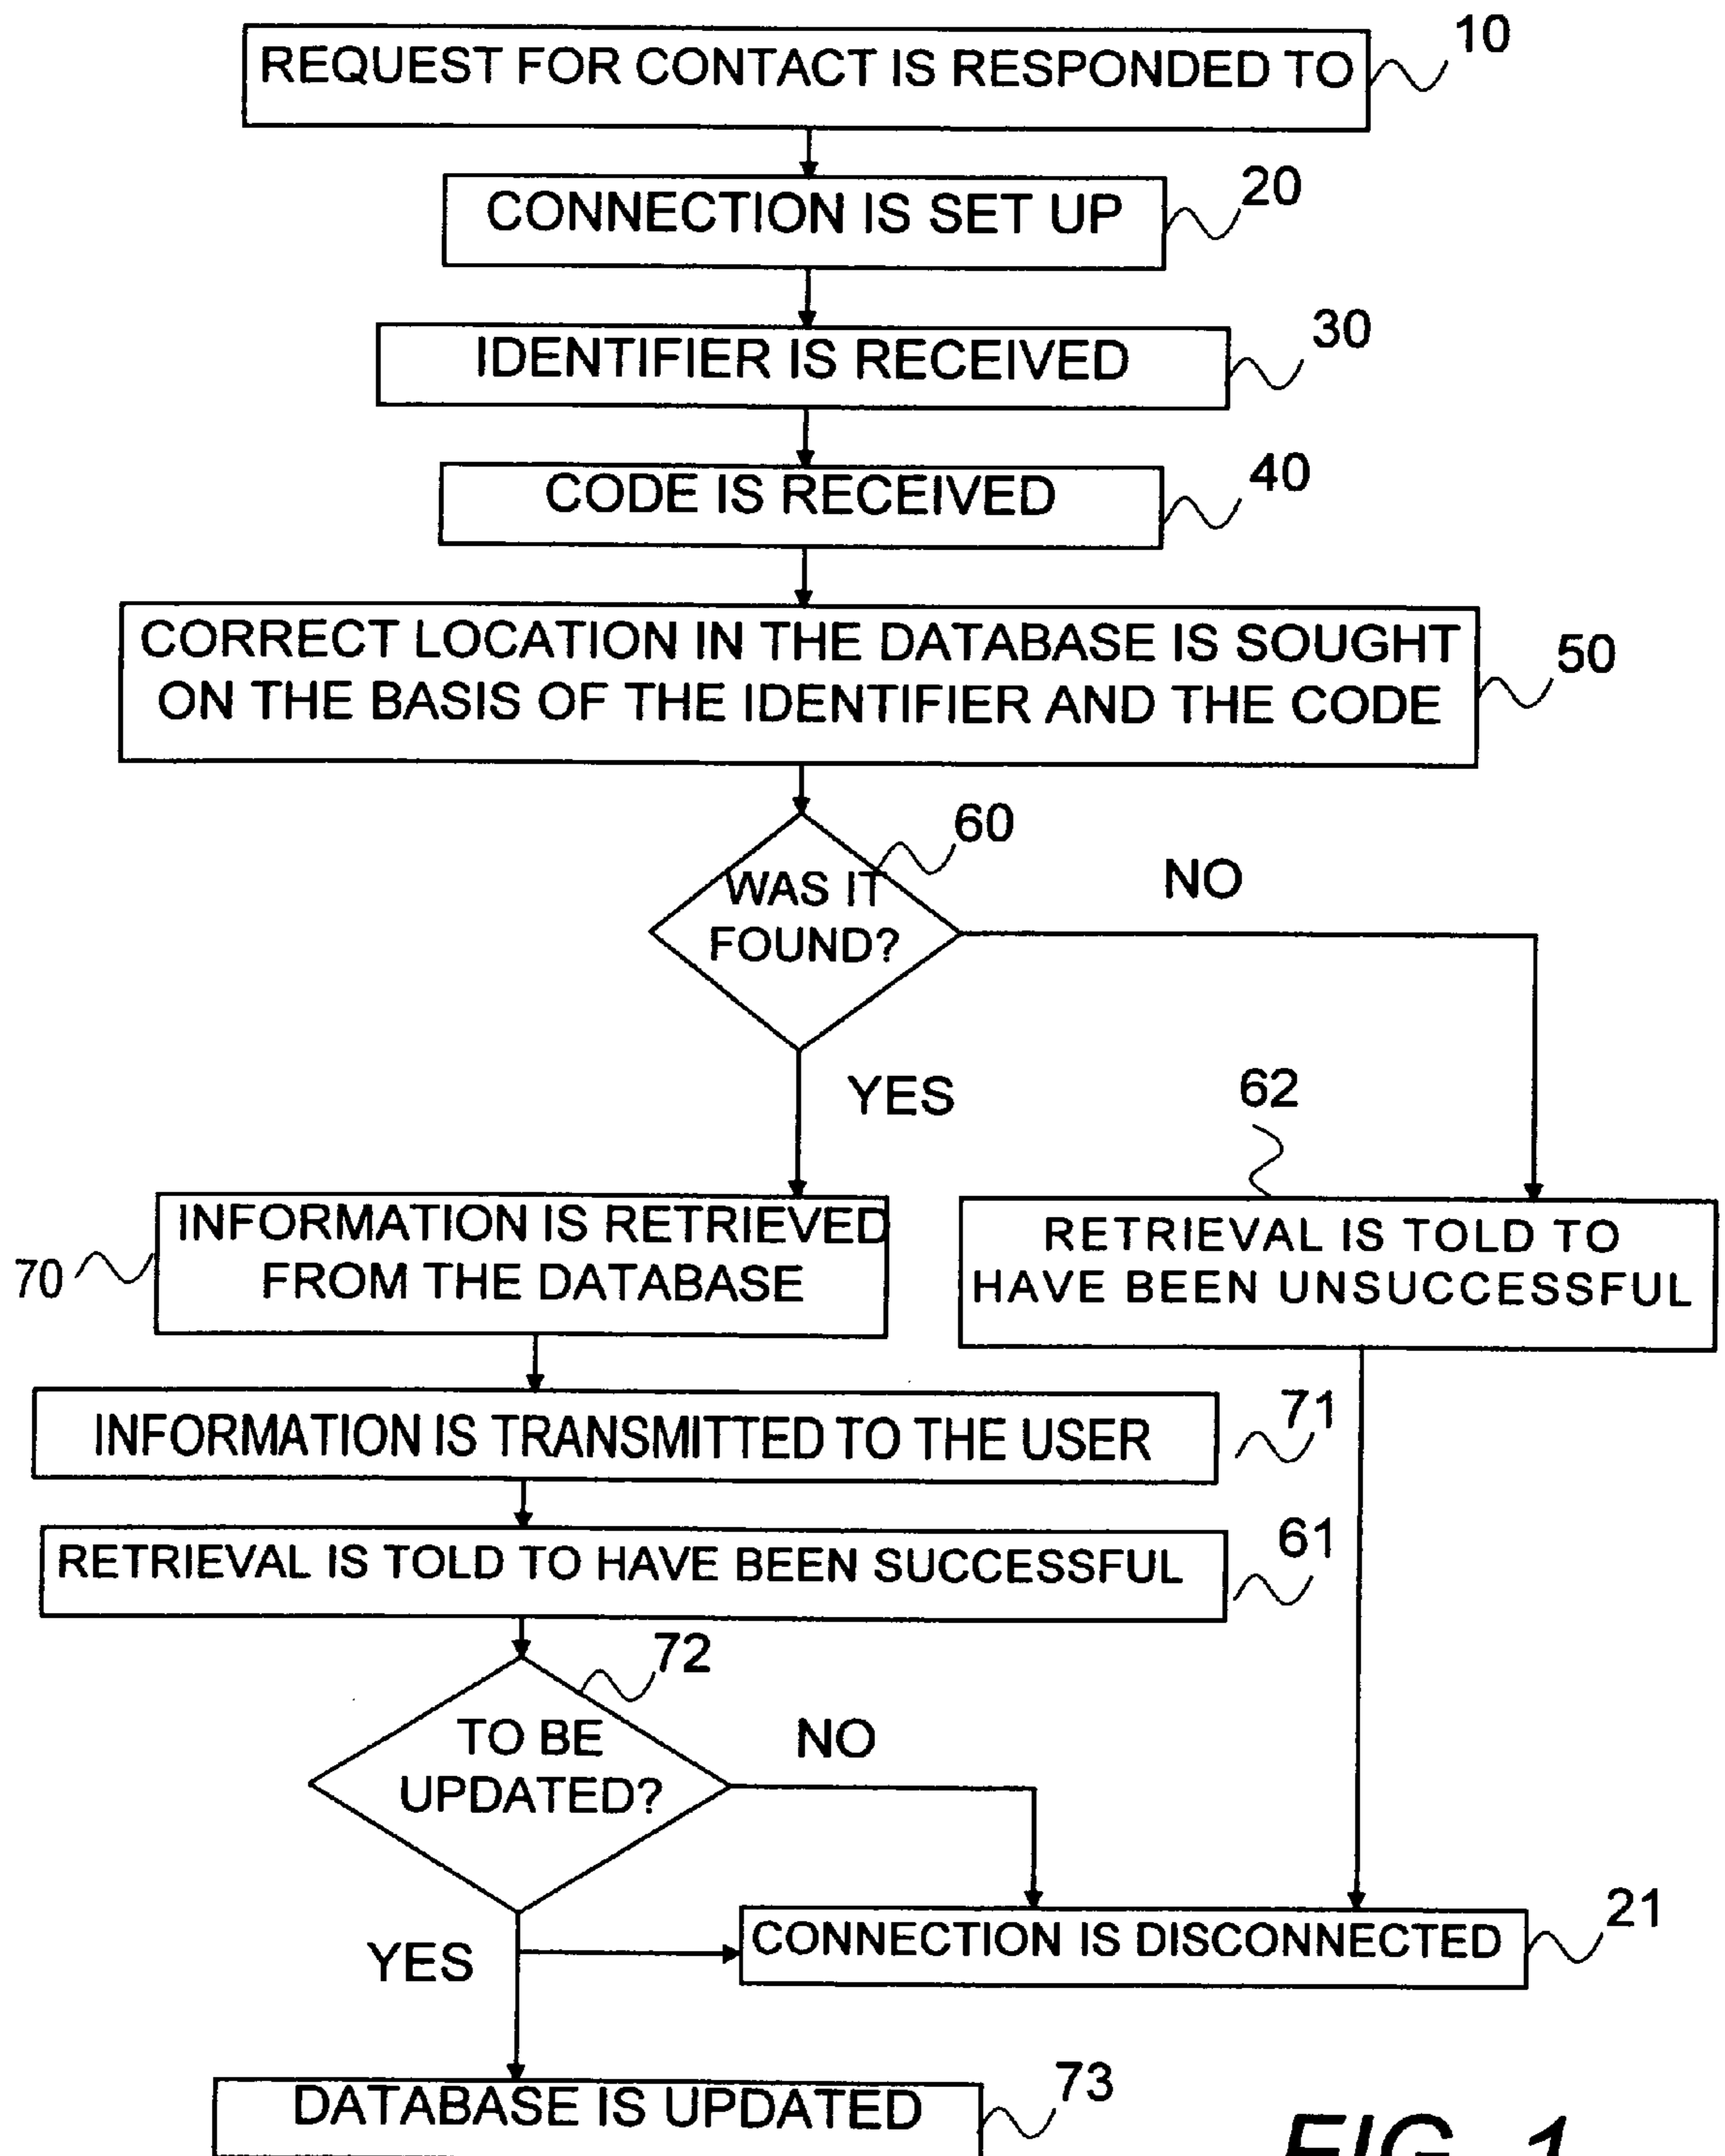 REQUEST FOR CONTACT IS RESPONDED TO
10
CONNECTION IS SET UP
20
IDENTIFIER IS RECEIVED
30
CODE IS RECEIVED
40
CORRECT LOCATION IN THE DATABASE IS SOUGHT
ON THE BASIS OF THE IDENTIFIER AND THE CODE
50
60
WAS IT
FOUND?
NO
YES
62
INFORMATION IS RETRIEVED
FROM THE DATABASE
70
RETRIEVAL IS TOLD TO
HAVE BEEN UNSUCCESSFUL
INFORMATION IS TRANSMITTED TO THE USER
71
RETRIEVAL IS TOLD TO HAVE BEEN SUCCESSFUL
61
72
TO BE
UPDATED?
NO
YES
CONNECTION IS DISCONNECTED
21
DATABASE IS UPDATED
73
FIG. 1